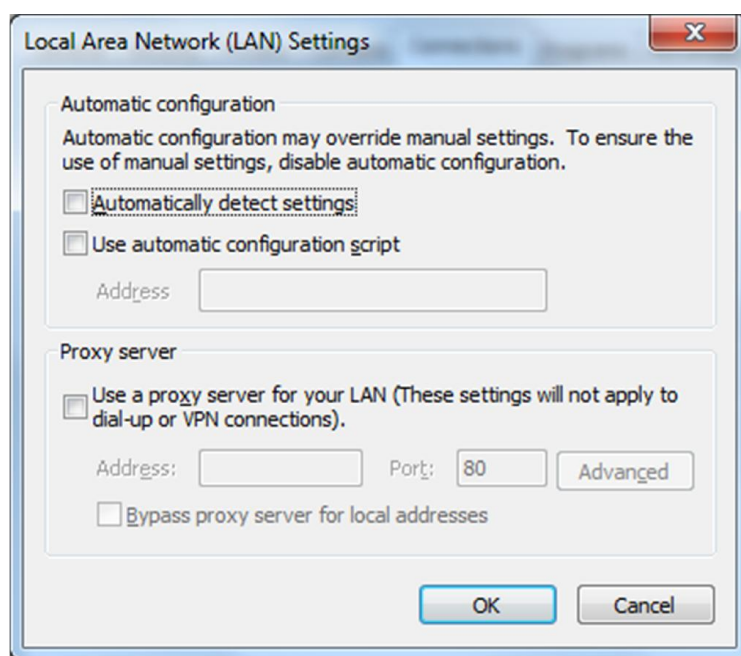 Local Area Network (LAN) Settings
Automatic configuration
Automatic configuration may override manual settings. To ensure the
use of manual settings, disable automatic configuration.
Automatically detect settings
Use automatic configuration script
Address
Proxy server
Use a proxy server for your LAN (These settings will not apply to
dial-up or VPN connections).
Address:
Port: 80 Advanced
Bypass proxy server for local addresses
OK Cancel